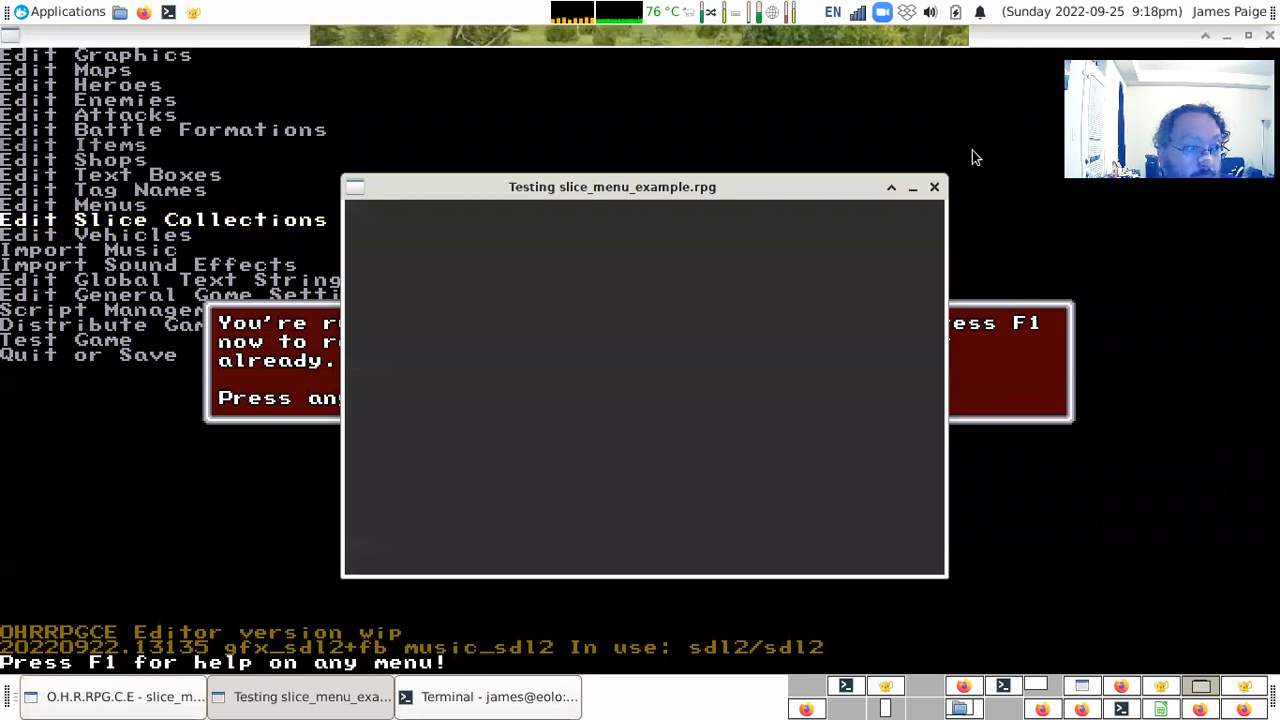 Applications 76 °C EN (Sunday 2022-09-25 9:18pm) James Paige
Edit Graphics
Edit Maps
Edit Heroes
Edit Enemies
Edit Attacks
Edit Battle Formations
Edit Items
Edit Shops
Edit Text Boxes
Edit Tag Names
Edit Menus
Edit Slice Collections
Edit Vehicles
Import Music
Import Sound Effects
Edit Global Text String
Edit General Game Setti
Script Manager
Distribute Gam
Test Game
Quit or Save
Testing slice_menu_example.rpg
You're r ess F1
now to r
already.
Press an
OHRRPGCE Editor version wip
20220922.13135 gfx_sdl2+fb music_sdl2 In use: sdl2/sdl2
Press F1 for help on any menu!
O.H.R.RPG.C.E - slice_m... Testing slice_menu_exa... Terminal - james@eolo:...